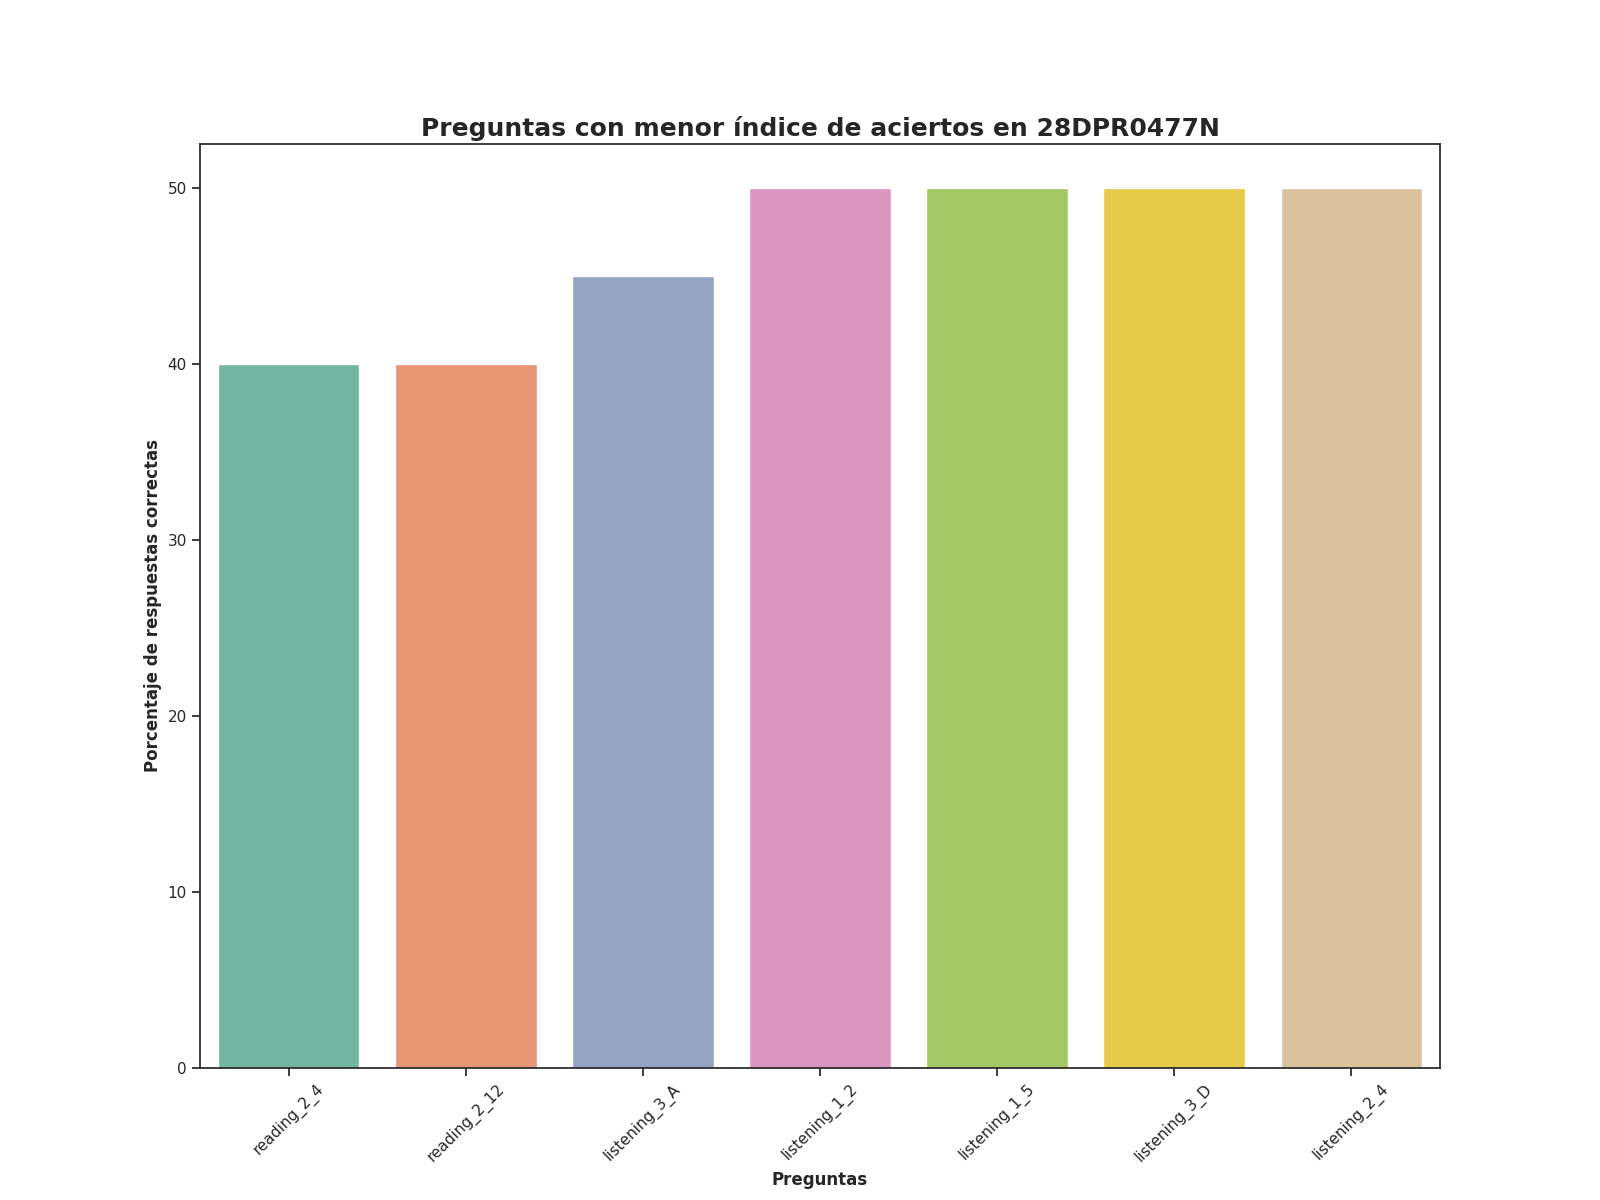 Preguntas con menor índice de aciertos en 28DPR0477N
Porcentaje de respuestas correctas
50
40
30
20
10
0
reading_2_4
reading_2_12
listening_3_A
listening_1_2
listening_1_5
listening_3_D
listening_2_4
Preguntas